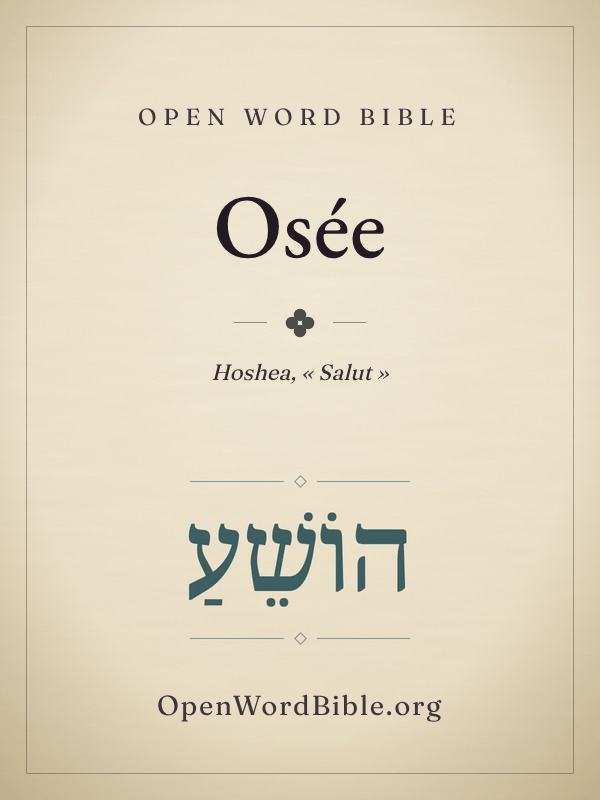 OPEN WORD BIBLE
Osée
Hoshea, « Salut »
הוֹשֵׁעַ
OpenWordBible.org